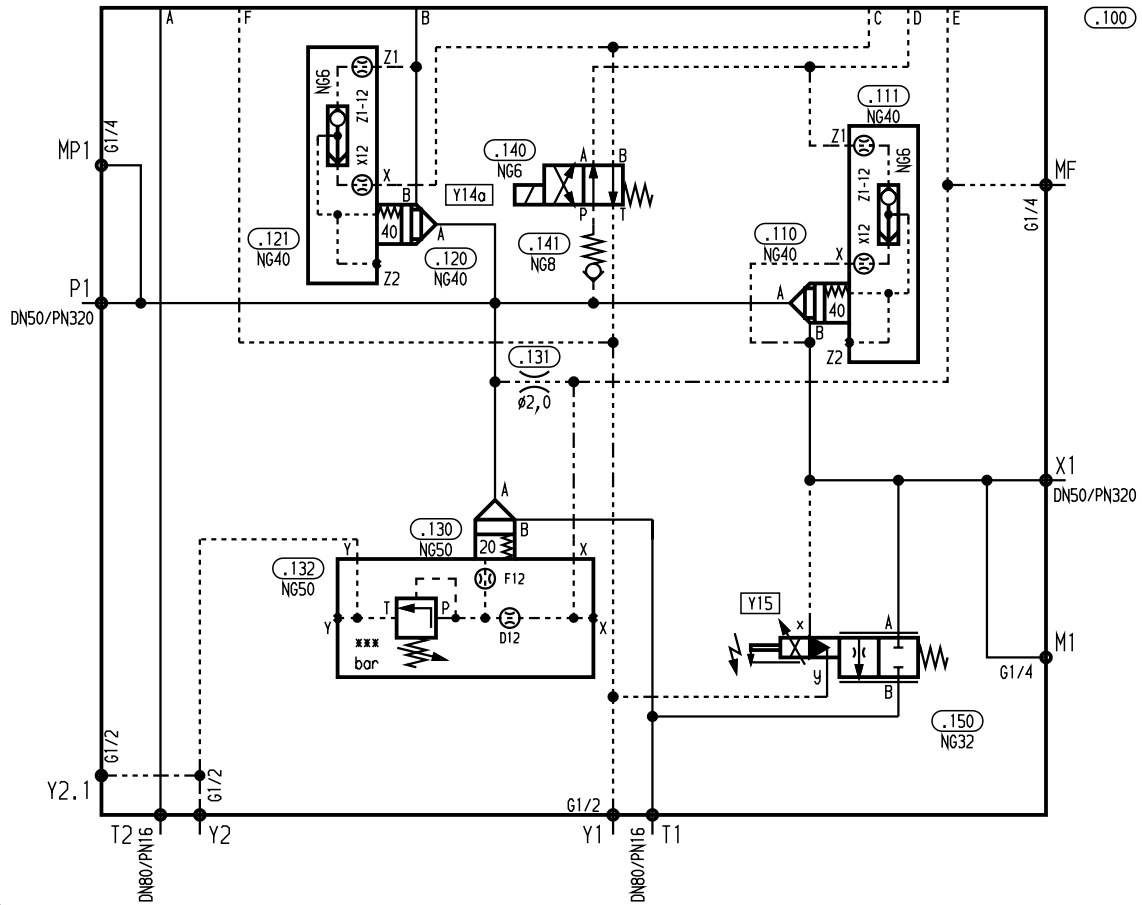 A
F
B
C
D
E
.100
Z1
NG6
Z1-12
X12
X
B
40
A
Z2
.121
NG40
.120
NG40
Y14a
MP1
G1/4
.140
NG6
A
B
P
T
.141
NG8
.111
NG40
Z1
NG6
Z1-12
X12
X
.110
NG40
A
40
B
Z2
MF
G1/4
P1
DN50/PN320
.131
ø2,0
X1
DN50/PN320
A
B
.130
NG50
20
.132
NG50
Y
X
F12
T
P
D12
Y
X
***
bar
Y15
x
y
A
B
.150
NG32
M1
G1/4
G1/2
Y2.1
G1/2
G1/2
T2
DN80/PN16
Y2
Y1
DN80/PN16
T1